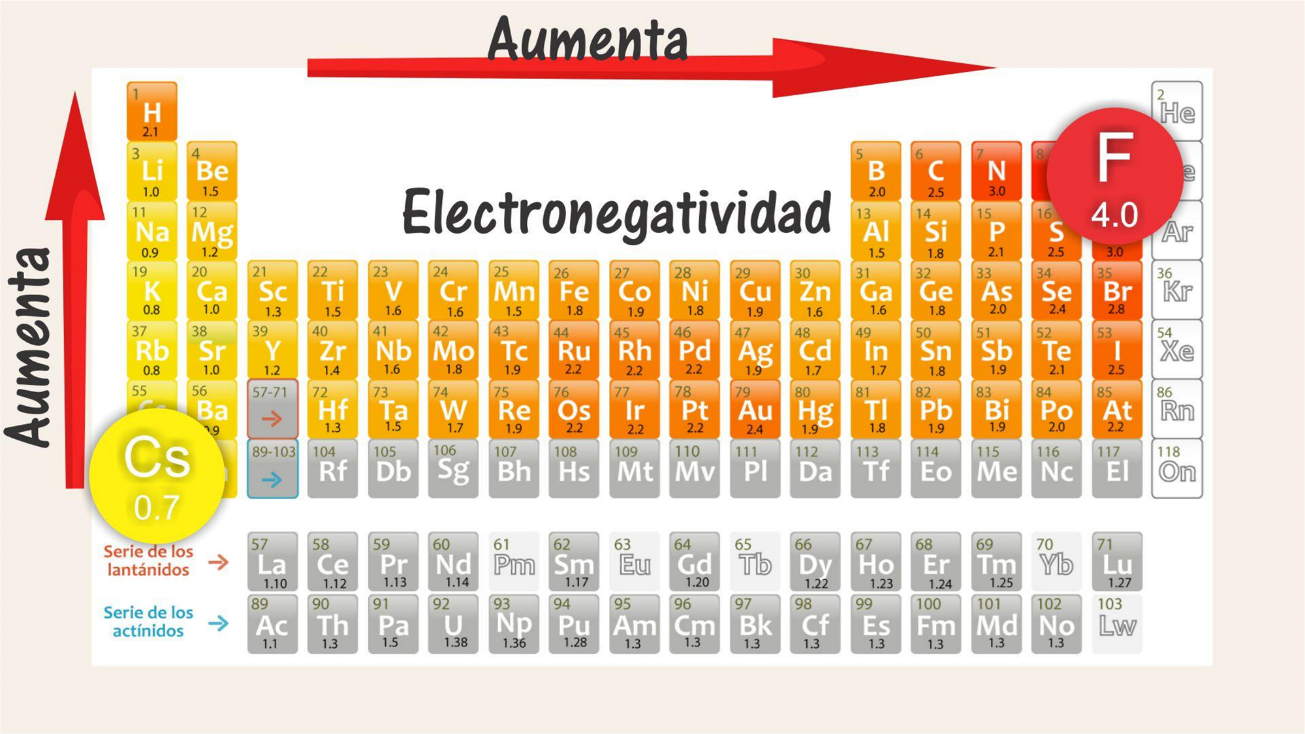 Aumenta
Aumenta
Electronegatividad
1 2
H He
2.1
3 4 5 6 7 8
Li Be B C N F e
1.0 1.5 2.0 2.5 3.0 4.0
11 12 13 14 15 16
Na Mg Al Si P S Ar
0.9 1.2 1.5 1.8 2.1 2.5 3.0
19 20 21 22 23 24 25 26 27 28 29 30 31 32 33 34 35 36
K Ca Sc Ti V Cr Mn Fe Co Ni Cu Zn Ga Ge As Se Br Kr
0.8 1.0 1.3 1.5 1.6 1.6 1.5 1.8 1.9 1.8 1.9 1.6 1.6 1.8 2.0 2.4 2.8
37 38 39 40 41 42 43 44 45 46 47 48 49 50 51 52 53 54
Rb Sr Y Zr Nb Mo Tc Ru Rh Pd Ag Cd In Sn Sb Te I Xe
0.8 1.0 1.2 1.4 1.6 1.8 1.9 2.2 2.2 2.2 1.9 1.7 1.7 1.8 1.9 2.1 2.5
55 56 57-71 72 73 74 75 76 77 78 79 80 81 82 83 84 85 86
Cs Ba → Hf Ta W Re Os Ir Pt Au Hg Tl Pb Bi Po At Rn
0.7 0.9 1.3 1.5 1.7 1.9 2.2 2.2 2.2 2.4 1.9 1.8 1.9 1.9 2.0 2.2
89-103 104 105 106 107 108 109 110 111 112 113 114 115 116 117 118
→ Rf Db Sg Bh Hs Mt Mv Pl Da Tf Eo Me Nc El On
Serie de los
lantánidos →
57 58 59 60 61 62 63 64 65 66 67 68 69 70 71
La Ce Pr Nd Pm Sm Eu Gd Tb Dy Ho Er Tm Yb Lu
1.10 1.12 1.13 1.14 1.17 1.20 1.22 1.23 1.24 1.25 1.27
Serie de los
actínidos →
89 90 91 92 93 94 95 96 97 98 99 100 101 102 103
Ac Th Pa U Np Pu Am Cm Bk Cf Es Fm Md No Lw
1.1 1.3 1.5 1.38 1.36 1.28 1.3 1.3 1.3 1.3 1.3 1.3 1.3 1.3